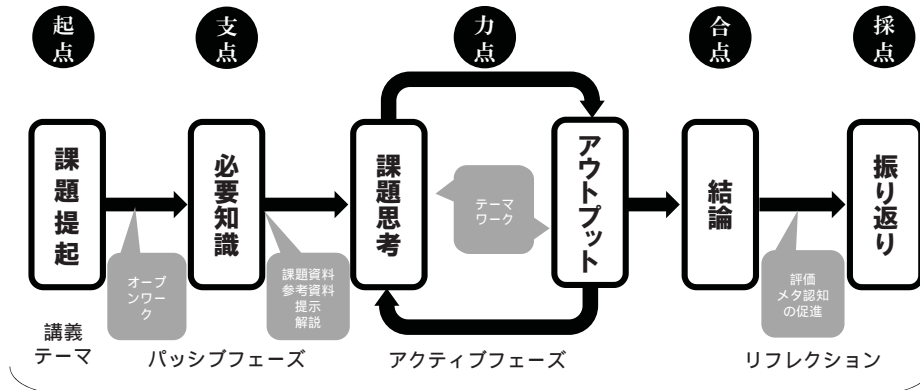 起点
支点
力点
合点
採点
課題提起
必要知識
課題思考
アウトプット
結論
振り返り
オープ
ンワー
ク
課題資料
参考資料
提示
解説
テーマ
ワーク
評価
メタ認知
の促進
講義
テーマ
パッシブフェーズ
アクティブフェーズ
リフレクション